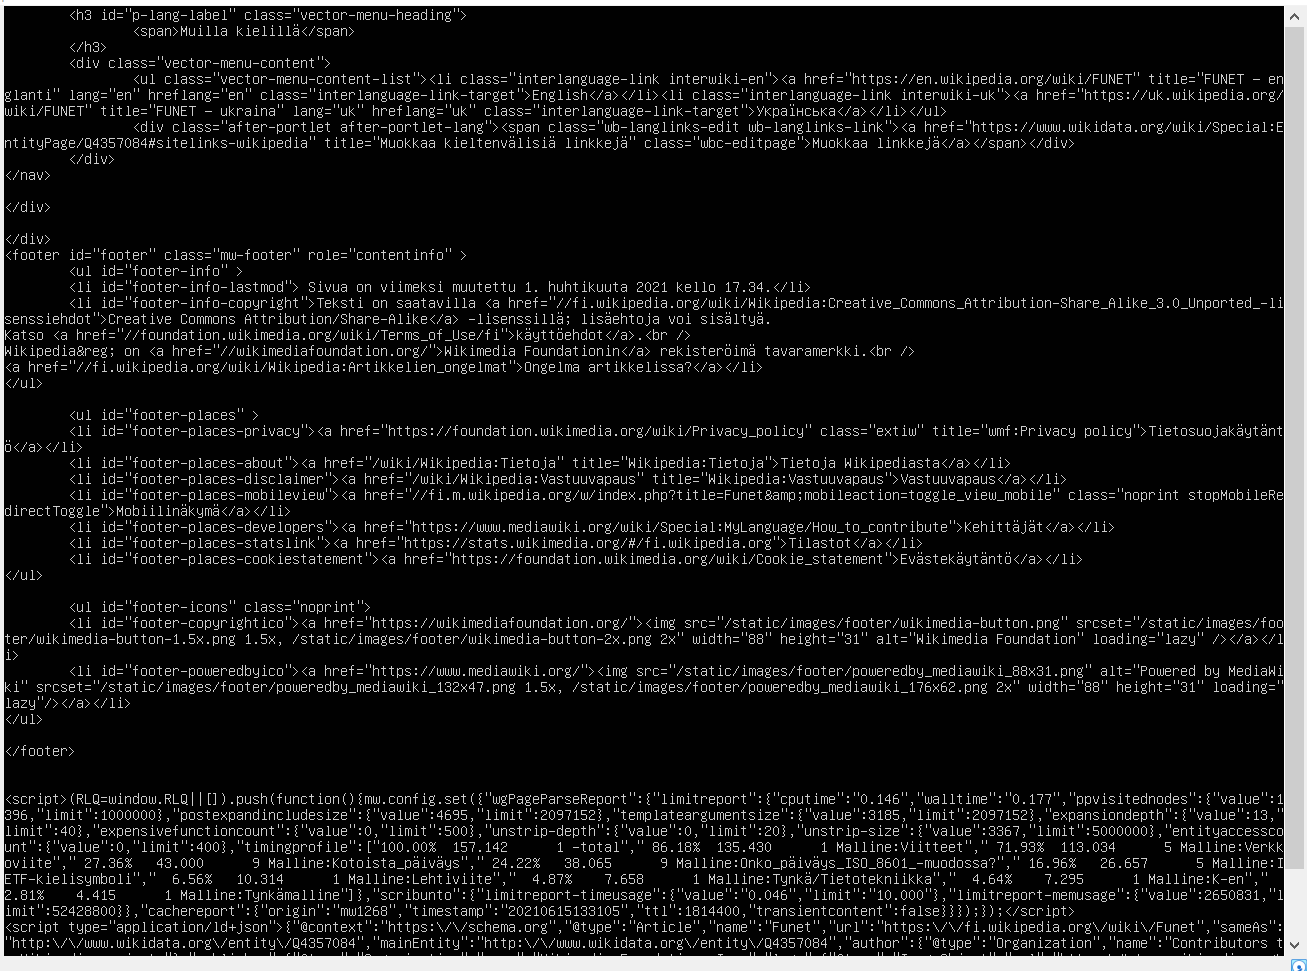 <h3 id="p-lang-label" class="vector-menu-heading">
<span>Muilla kielillä</span>
</h3>
<div class="vector-menu-content">
<ul class="vector-menu-content-list"><li class="interlanguage-link interwiki-en"><a href="https://en.wikipedia.org/wiki/FUNET" title="FUNET – en
glanti" lang="en" hreflang="en" class="interlanguage-link-target">English</a></li><li class="interlanguage-link interwiki-uk"><a href="https://uk.wikipedia.org/
wiki/FUNET" title="FUNET – ukraina" lang="uk" hreflang="uk" class="interlanguage-link-target">Українська</a></li></ul>
<div class="after-portlet after-portlet-lang"><span class="wb-langlinks-edit wb-langlinks-link"><a href="https://www.wikidata.org/wiki/Special:E
ntityPage/Q4357084#sitelinks-wikipedia" title="Muokkaa kieltenvälisiä linkkejä" class="wbc-editpage">Muokkaa linkkejä</a></span></div>
</div>
</nav>
</div>
</div>
<footer id="footer" class="mw-footer" role="contentinfo" >
<ul id="footer-info" >
<li id="footer-info-lastmod"> Sivua on viimeksi muutettu 1. huhtikuuta 2021 kello 17.34.</li>
<li id="footer-info-copyright">Teksti on saatavilla <a href="//fi.wikipedia.org/wiki/Wikipedia:Creative_Commons_Attribution-Share_Alike_3.0_Unported_-li
senssiehdot">Creative Commons Attribution/Share-Alike</a> -lisenssillä; lisäehtoja voi sisältyä.
Katso <a href="//foundation.wikimedia.org/wiki/Terms_of_Use/fi">käyttöehdot</a>.<br />
Wikipedia&reg; on <a href="//wikimediafoundation.org/">Wikimedia Foundationin</a> rekisteröimä tavaramerkki.<br />
<a href="//fi.wikipedia.org/wiki/Wikipedia:Artikkelien_ongelmat">Ongelma artikkelissa?</a></li>
</ul>
<ul id="footer-places" >
<li id="footer-places-privacy"><a href="https://foundation.wikimedia.org/wiki/Privacy_policy" class="extiw" title="wmf:Privacy policy">Tietosuojakäytänt
ö</a></li>
<li id="footer-places-about"><a href="/wiki/Wikipedia:Tietoja" title="Wikipedia:Tietoja">Tietoja Wikipediasta</a></li>
<li id="footer-places-disclaimer"><a href="/wiki/Wikipedia:Vastuuvapaus" title="Wikipedia:Vastuuvapaus">Vastuuvapaus</a></li>
<li id="footer-places-mobileview"><a href="//fi.m.wikipedia.org/w/index.php?title=Funet&amp;mobileaction=toggle_view_mobile" class="noprint stopMobileRe
directToggle">Mobiilinäkymä</a></li>
<li id="footer-places-developers"><a href="https://www.mediawiki.org/wiki/Special:MyLanguage/How_to_contribute">Kehittäjät</a></li>
<li id="footer-places-statslink"><a href="https://stats.wikimedia.org/#/fi.wikipedia.org">Tilastot</a></li>
<li id="footer-places-cookiestatement"><a href="https://foundation.wikimedia.org/wiki/Cookie_statement">Evästekäytäntö</a></li>
</ul>
<ul id="footer-icons" class="noprint">
<li id="footer-copyrightico"><a href="https://wikimediafoundation.org/"><img src="/static/images/footer/wikimedia-button.png" srcset="/static/images/foo
ter/wikimedia-button-1.5x.png 1.5x, /static/images/footer/wikimedia-button-2x.png 2x" width="88" height="31" alt="Wikimedia Foundation" loading="lazy" /></a></l
i>
<li id="footer-poweredbyico"><a href="https://www.mediawiki.org/"><img src="/static/images/footer/poweredby_mediawiki_88x31.png" alt="Powered by MediaWi
ki" srcset="/static/images/footer/poweredby_mediawiki_132x47.png 1.5x, /static/images/footer/poweredby_mediawiki_176x62.png 2x" width="88" height="31" loading="
lazy"/></a></li>
</ul>
</footer>
<script>(RLQ=window.RLQ||[]).push(function(){mw.config.set({"wgPageParseReport":{"limitreport":{"cputime":"0.146","walltime":"0.177","ppvisitednodes":{"value":1
396,"limit":1000000},"postexpandincludesize":{"value":4695,"limit":2097152},"templateargumentsize":{"value":3185,"limit":2097152},"expansiondepth":{"value":13,"
limit":40},"expensivefunctioncount":{"value":0,"limit":500},"unstrip-depth":{"value":0,"limit":20},"unstrip-size":{"value":3367,"limit":5000000},"entityaccessco
unt":{"value":0,"limit":400},"timingprofile":["100.00%  157.142      1 -total"," 86.18%  135.430      1 Malline:Viitteet"," 71.93%  113.034      5 Malline:Verkk
oviite"," 27.36%   43.000      9 Malline:Kotoista_päiväys"," 24.22%   38.065      9 Malline:Onko_päiväys_ISO_8601_-muodossa?"," 16.96%   26.657      5 Malline:I
ETF-kielisymboli","  6.56%   10.314      1 Malline:Lehtiviite","  4.87%    7.658      1 Malline:Tynkä/Tietotekniikka","  4.64%    7.295      1 Malline:K-en","
2.81%    4.415      1 Malline:Tynkämalline"]},"scribunto":{"limitreport-timeusage":{"value":"0.046","limit":"10.000"},"limitreport-memusage":{"value":2650831,"l
imit":52428800}},"cachereport":{"origin":"mw1268","timestamp":"20210615133105","ttl":1814400,"transientcontent":false}}});});</script>
<script type="application/ld+json">{"@context":"https:\/\/schema.org","@type":"Article","name":"Funet","url":"https:\/\/fi.wikipedia.org\/wiki\/Funet","sameAs":
"http:\/\/www.wikidata.org\/entity\/Q4357084","mainEntity":"http:\/\/www.wikidata.org\/entity\/Q4357084","author":{"@type":"Organization","name":"Contributors t